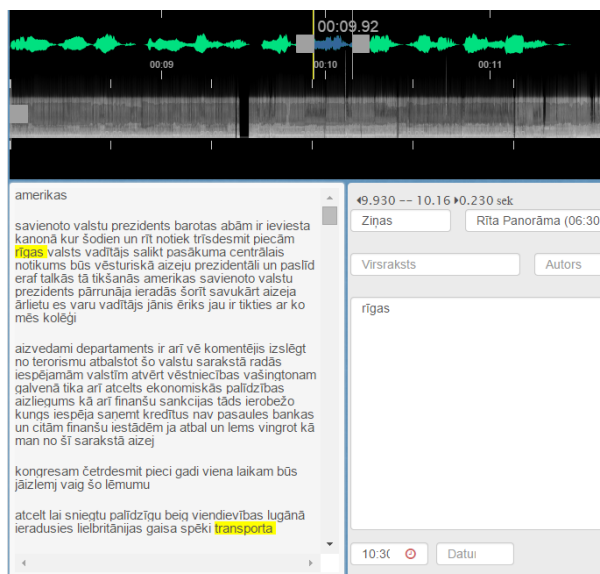 00:09.92
00:09 00:10 00:11
amerikas
savienoto valstu prezidents barotas abām ir ieviesta
kanonā kur šodien un rīt notiek trīsdesmit piecām
rīgas valsts vadītājs salikt pasākuma centrālais
notikums būs vēsturiskā aizeju prezidentāli un paslīd
eraf talkās tā tikšanās amerikas savienoto valstu
prezidents pārrunāja ieradās šorīt savukārt aizeja
ārlietu es varu vadītājs jānis ēriks jau ir tikties ar ko
mēs kolēģi
aizvedami departaments ir arī vē komentējis izslēgt
no terorismu atbalstot šo valstu sarakstā radās
iespējamām valstīm atvērt vēstniecības vašingtonam
galvenā tika arī atcelts ekonomiskās palīdzības
aizliegums kā arī finanšu sankcijas tāds ierobežo
kungs iespēja saņemt kredītus nav pasaules bankas
un citām finanšu iestādēm ja atbal un lems vingrot kā
man no šī sarakstā aizej
kongresam četrdesmit pieci gadi viena laikam būs
jāizlemj vaig šo lēmumu
atcelt lai sniegtu palīdzīgu beig viendievības lugānā
ieradusies lielbritānijas gaisa spēki transporta
9.930 -- 10.16 0.230 sek
Ziņas Rīta Panorāma (06:30
Virsraksts Autors
rīgas
10:30 Datu